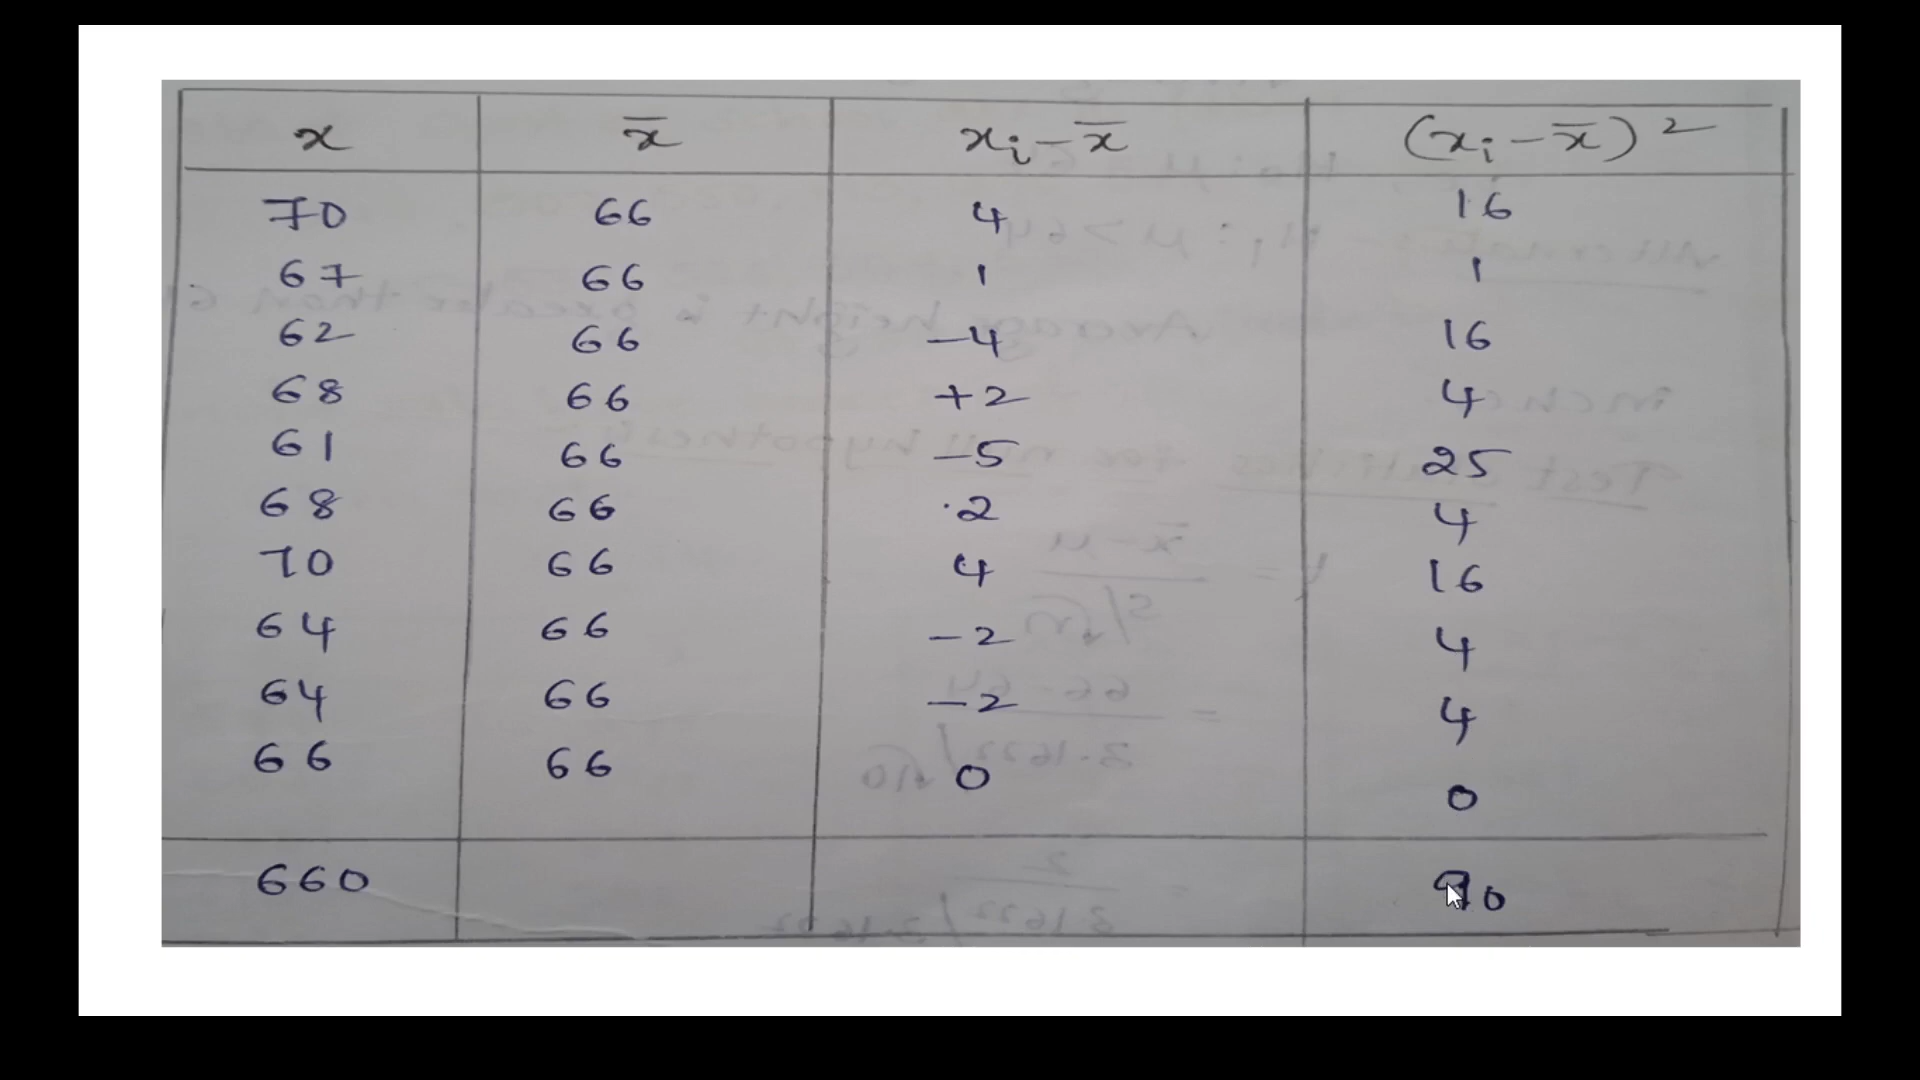 x x̄ xᵢ-x̄ (xᵢ-x̄)²
70 66 4 16
67 66 1 1
62 66 -4 16
68 66 +2 4
61 66 -5 25
68 66 ·2 4
70 66 4 16
64 66 -2 4
64 66 -2 4
66 66 0 0
660 90